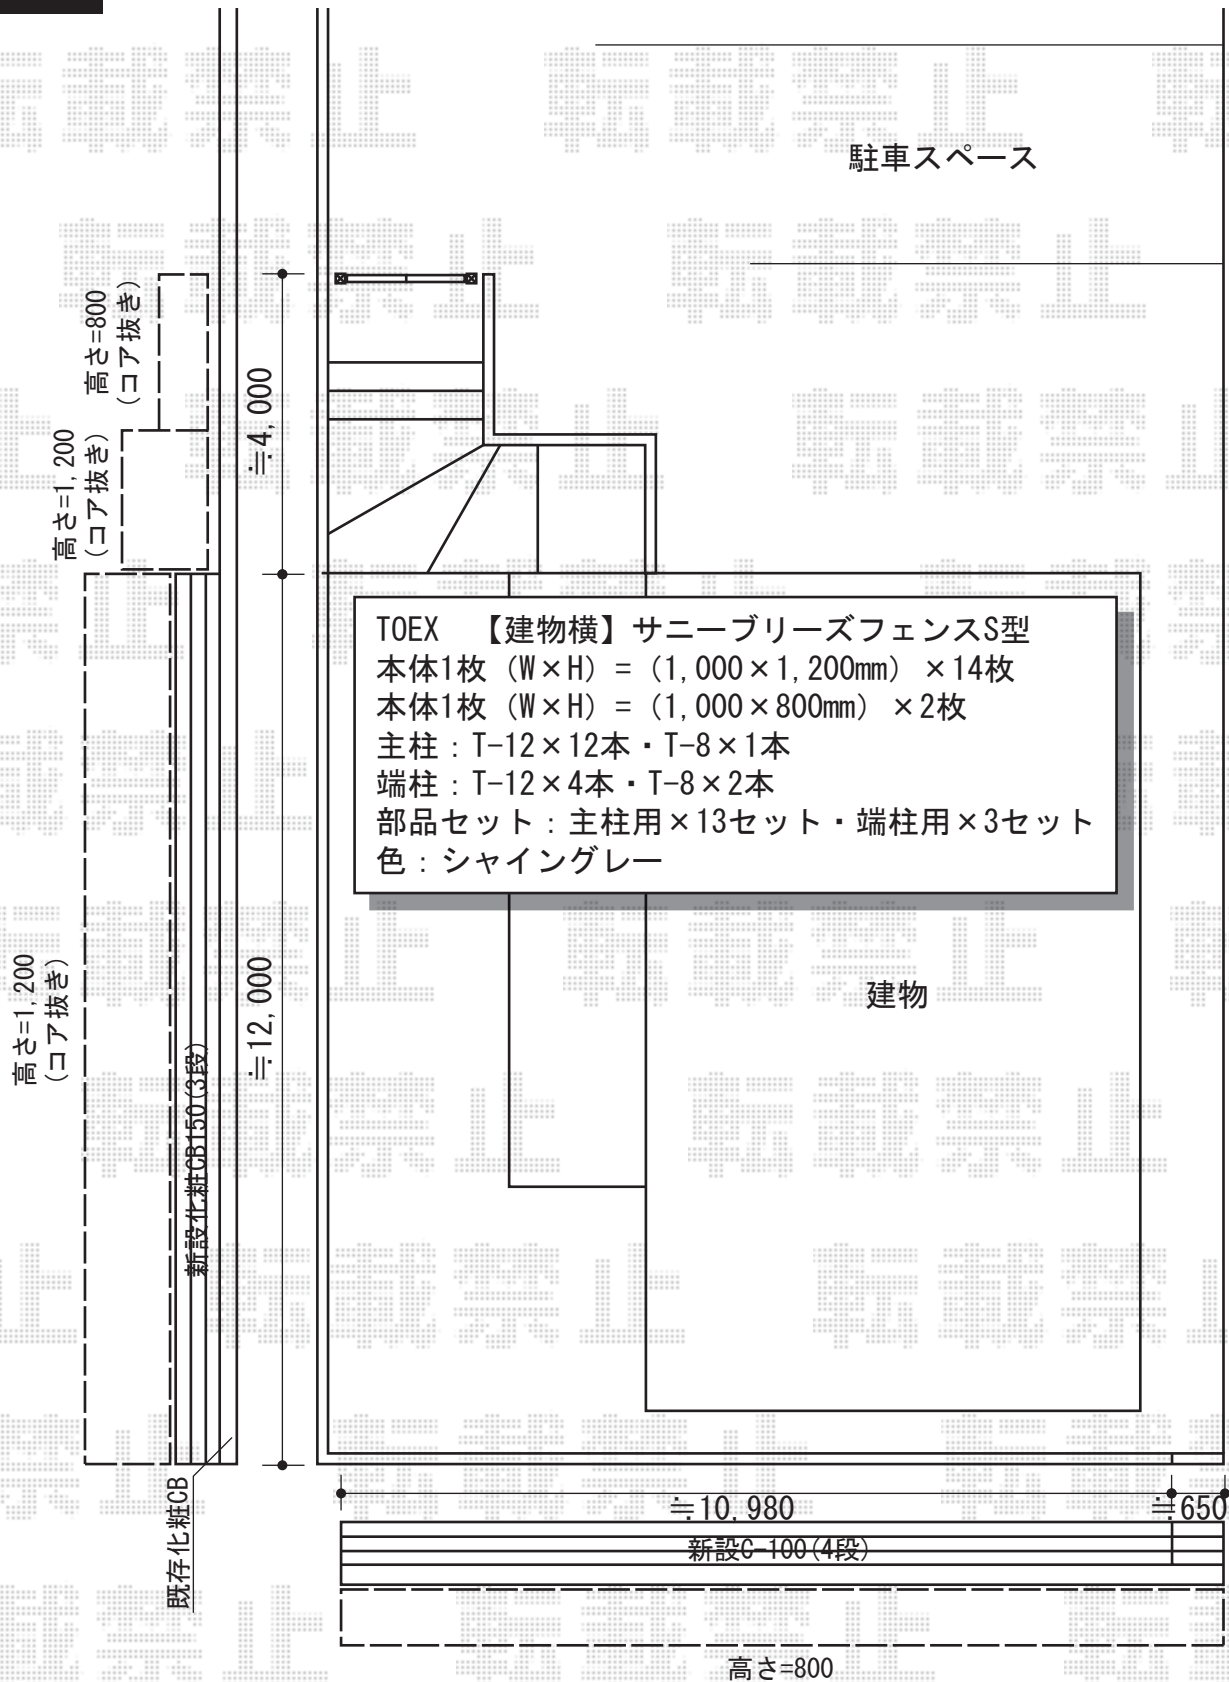 駐車スペース
高さ=800
(コア抜き)
≒4,000
高さ=1,200
(コア抜き)
TOEX 【建物横】サニーブリーズフェンスS型
本体1枚（W×H）=（1,000×1,200mm）×14枚
本体1枚（W×H）=（1,000×800mm）×2枚
主柱：T-12×12本・T-8×1本
端柱：T-12×4本・T-8×2本
部品セット：主柱用×13セット・端柱用×3セット
色：シャイングレー
建物
高さ=1,200
(コア抜き)
≒12,000
新設化粧CB150(3段)
既存化粧CB
≒10,980
≒650
新設C-100(4段)
高さ=800
転載禁止